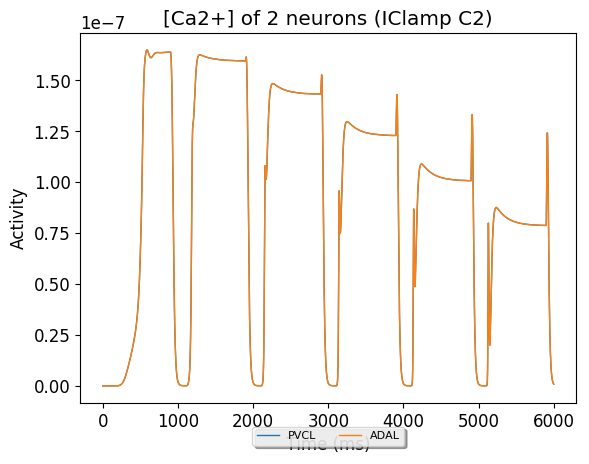 [Ca2+] of 2 neurons (IClamp C2)
1e−7
1.50
1.25
1.00
0.75
0.50
0.25
0.00
Activity
0 1000 2000 3000 4000 5000 6000
Time (ms)
PVCL ADAL